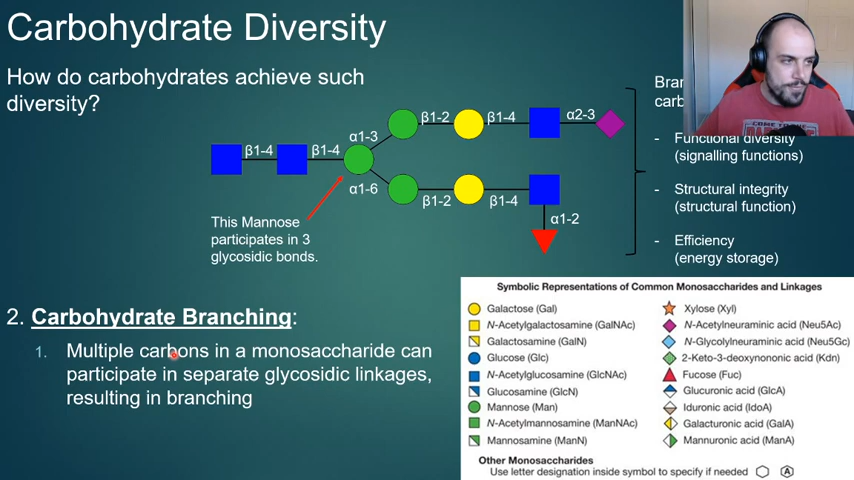 Carbohydrate Diversity
How do carbohydrates achieve such
diversity?
β1-4
β1-4
α1-3
β1-2
β1-4
α2-3
α1-6
β1-2
β1-4
α1-2
This Mannose
participates in 3
glycosidic bonds.
- Functional diversity
(signalling functions)
- Structural integrity
(structural function)
- Efficiency
(energy storage)
2. Carbohydrate Branching:
1. Multiple carbons in a monosaccharide can
participate in separate glycosidic linkages,
resulting in branching
Symbolic Representations of Common Monosaccharides and Linkages
Galactose (Gal)
N-Acetylgalactosamine (GalNAc)
Galactosamine (GalN)
Glucose (Glc)
N-Acetylglucosamine (GlcNAc)
Glucosamine (GlcN)
Mannose (Man)
N-Acetylmannosamine (ManNAc)
Mannosamine (ManN)
Xylose (Xyl)
N-Acetylneuraminic acid (Neu5Ac)
N-Glycolylneuraminic acid (Neu5Gc)
2-Keto-3-deoxynononic acid (Kdn)
Fucose (Fuc)
Glucuronic acid (GlcA)
Iduronic acid (IdoA)
Galacturonic acid (GalA)
Mannuronic acid (ManA)
Other Monosaccharides
Use letter designation inside symbol to specify if needed
A